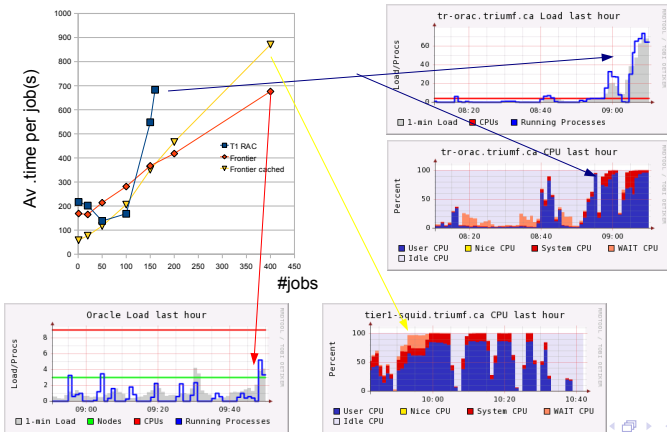 1000
900
800
700
600
500
400
300
200
100
0
Av .time per job(s)
0 50 100 150 200 250 300 350 400 450
#jobs
T1 RAC
Frontier
Frontier cached
tr-orac.triumf.ca Load last hour
Load/Procs
60
40
20
0
08:20 08:40 09:00
1-min Load CPUs Running Processes
tr-orac.triumf.ca CPU last hour
Percent
100
50
0
08:20 08:40 09:00
User CPU Nice CPU System CPU WAIT CPU
Idle CPU
Oracle Load last hour
Load/Procs
8
6
4
2
0
09:00 09:20 09:40
1-min Load Nodes CPUs Running Processes
tier1-squid.triumf.ca CPU last hour
Percent
100
50
0
10:00 10:20 10:40
User CPU Nice CPU System CPU WAIT CPU
Idle CPU